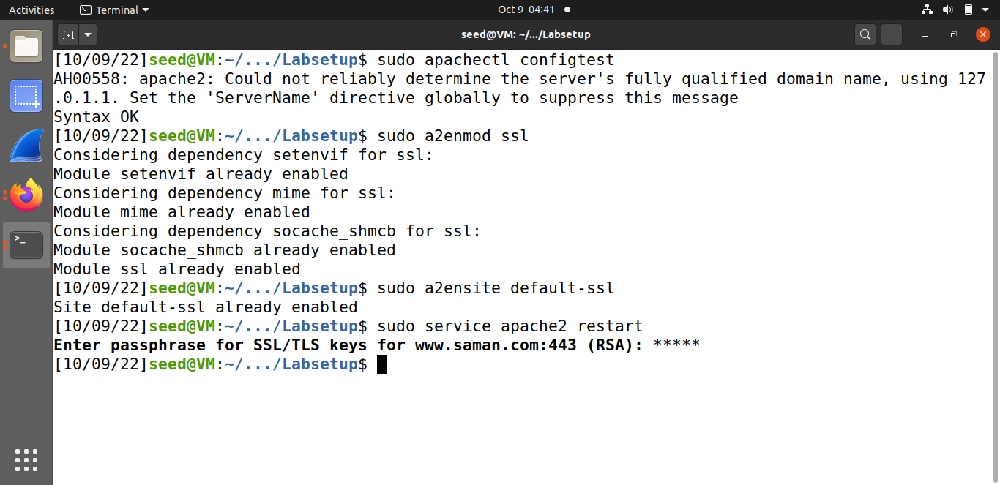 Activities
Terminal
Oct 9 04:41
seed@VM: ~/.../Labsetup
[10/09/22]seed@VM:~/.../Labsetup$ sudo apachectl configtest
AH00558: apache2: Could not reliably determine the server's fully qualified domain name, using 127
.0.1.1. Set the 'ServerName' directive globally to suppress this message
Syntax OK
[10/09/22]seed@VM:~/.../Labsetup$ sudo a2enmod ssl
Considering dependency setenvif for ssl:
Module setenvif already enabled
Considering dependency mime for ssl:
Module mime already enabled
Considering dependency socache_shmcb for ssl:
Module socache_shmcb already enabled
Module ssl already enabled
[10/09/22]seed@VM:~/.../Labsetup$ sudo a2ensite default-ssl
Site default-ssl already enabled
[10/09/22]seed@VM:~/.../Labsetup$ sudo service apache2 restart
Enter passphrase for SSL/TLS keys for www.saman.com:443 (RSA): *****
[10/09/22]seed@VM:~/.../Labsetup$